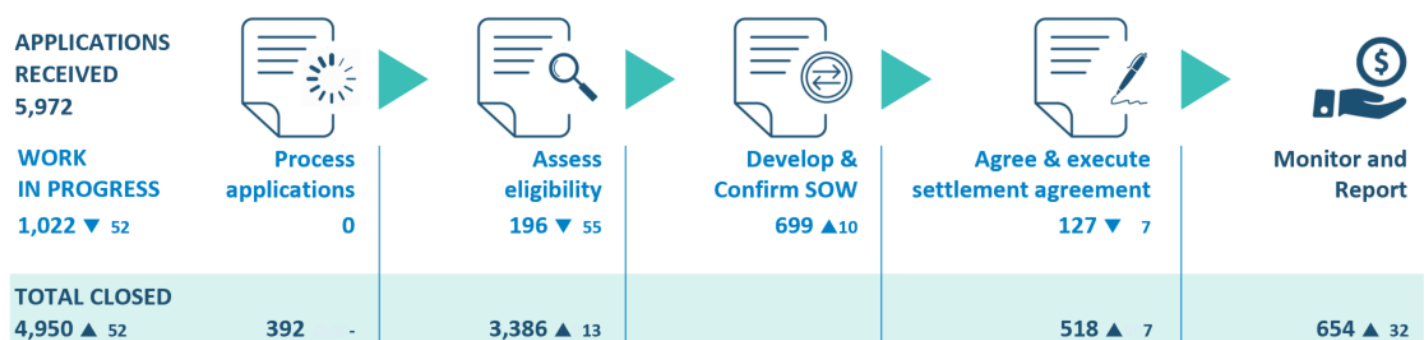 APPLICATIONS
RECEIVED
5,972
$
WORK
IN PROGRESS
1,022 ▼ 52
Process
applications
0
Assess
eligibility
196 ▼ 55
Develop &
Confirm SOW
699 ▲10
Agree & execute
settlement agreement
127 ▼ 7
Monitor and
Report
TOTAL CLOSED
4,950 ▲ 52
392 -
3,386 ▲ 13
518 ▲ 7
654 ▲ 32